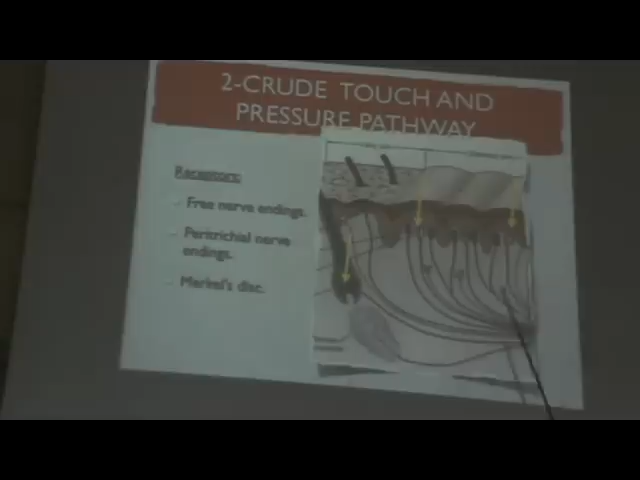 2-CRUDE TOUCH AND
PRESSURE PATHWAY
Receptors:
Free nerve endings.
Peritrichial nerve
endings.
Merkel's disc.